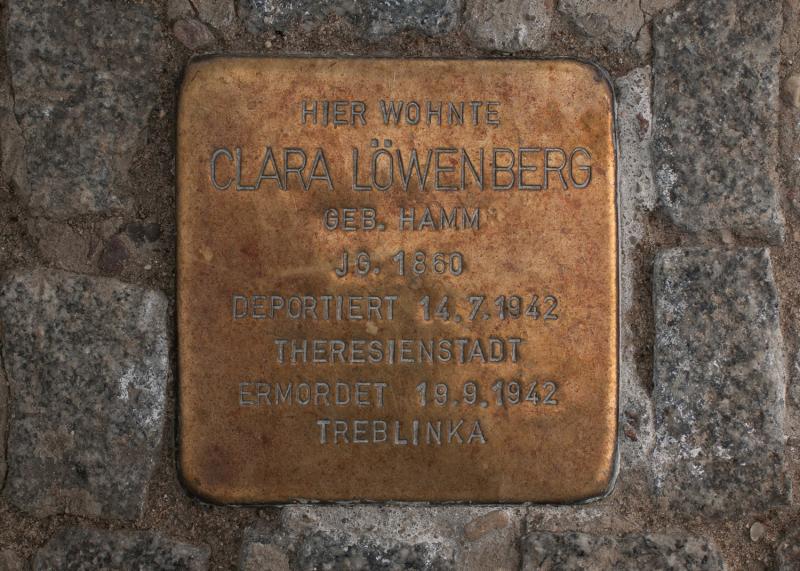 HIER WOHNTE
CLARA LÖWENBERG
GEB. HAMM
JG. 1860
DEPORTIERT 14.7.1942
THERESIENSTADT
ERMORDET 19.9.1942
TREBLINKA